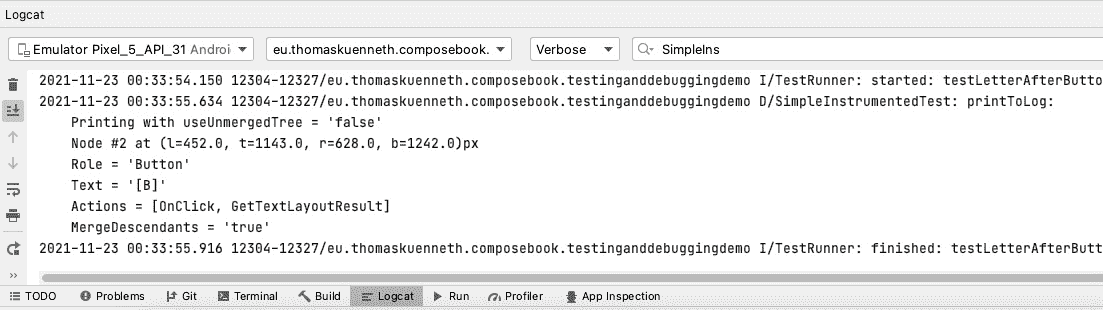 Logcat
Emulator Pixel_5_API_31 Androi eu.thomaskuenneth.composebook. Verbose SimpleIns
2021-11-23 00:33:54.150 12304-12327/eu.thomaskuenneth.composebook.testinganddebuggingdemo I/TestRunner: started: testLetterAfterButto
2021-11-23 00:33:55.634 12304-12327/eu.thomaskuenneth.composebook.testinganddebuggingdemo D/SimpleInstrumentedTest: printToLog:
Printing with useUnmergedTree = 'false'
Node #2 at (l=452.0, t=1143.0, r=628.0, b=1242.0)px
Role = 'Button'
Text = '[B]'
Actions = [OnClick, GetTextLayoutResult]
MergeDescendants = 'true'
2021-11-23 00:33:55.916 12304-12327/eu.thomaskuenneth.composebook.testinganddebuggingdemo I/TestRunner: finished: testLetterAfterButt
TODO Problems Git Terminal Build Logcat Run Profiler App Inspection